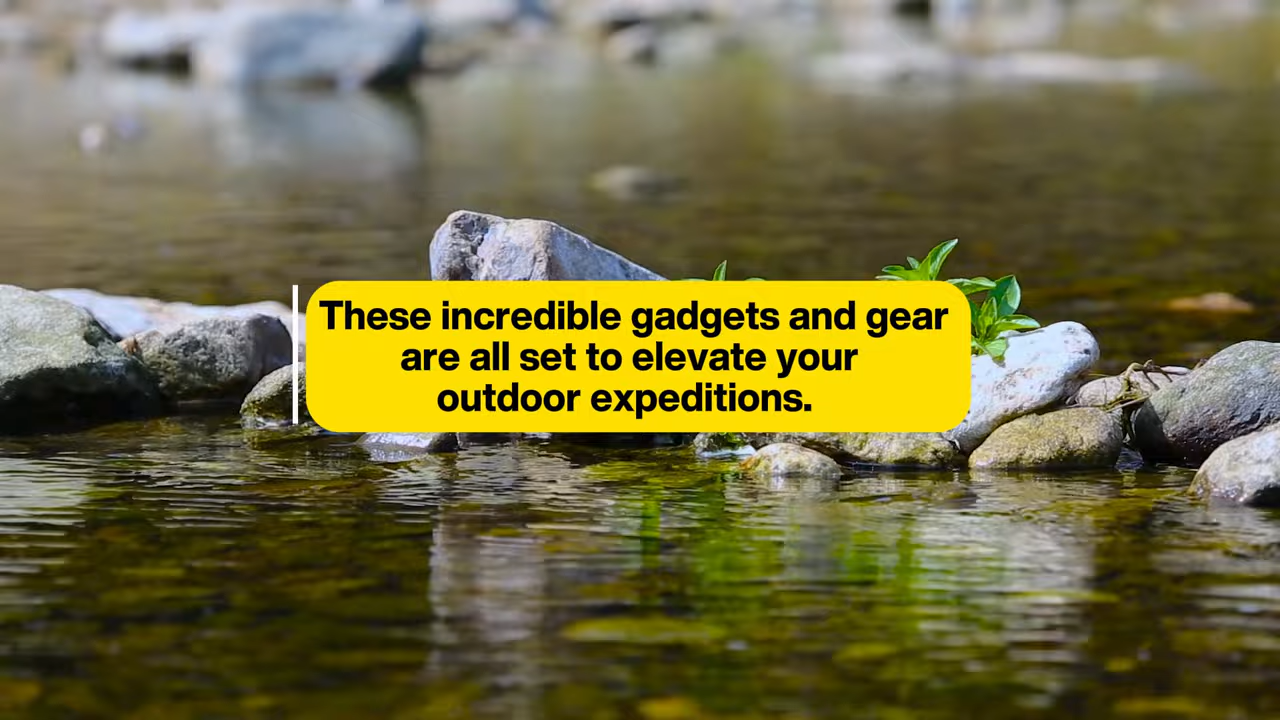 These incredible gadgets and gear
are all set to elevate your
outdoor expeditions.